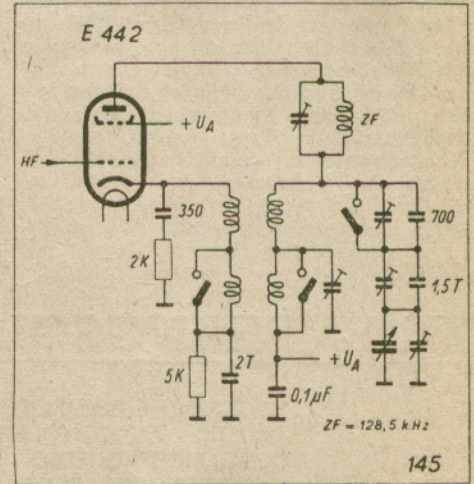 E 442
+ U_A
ZF
HF
350
700
2K
1,5 T
5K
2T
+ U_A
0,1 µF
ZF = 128,5 kHz
145